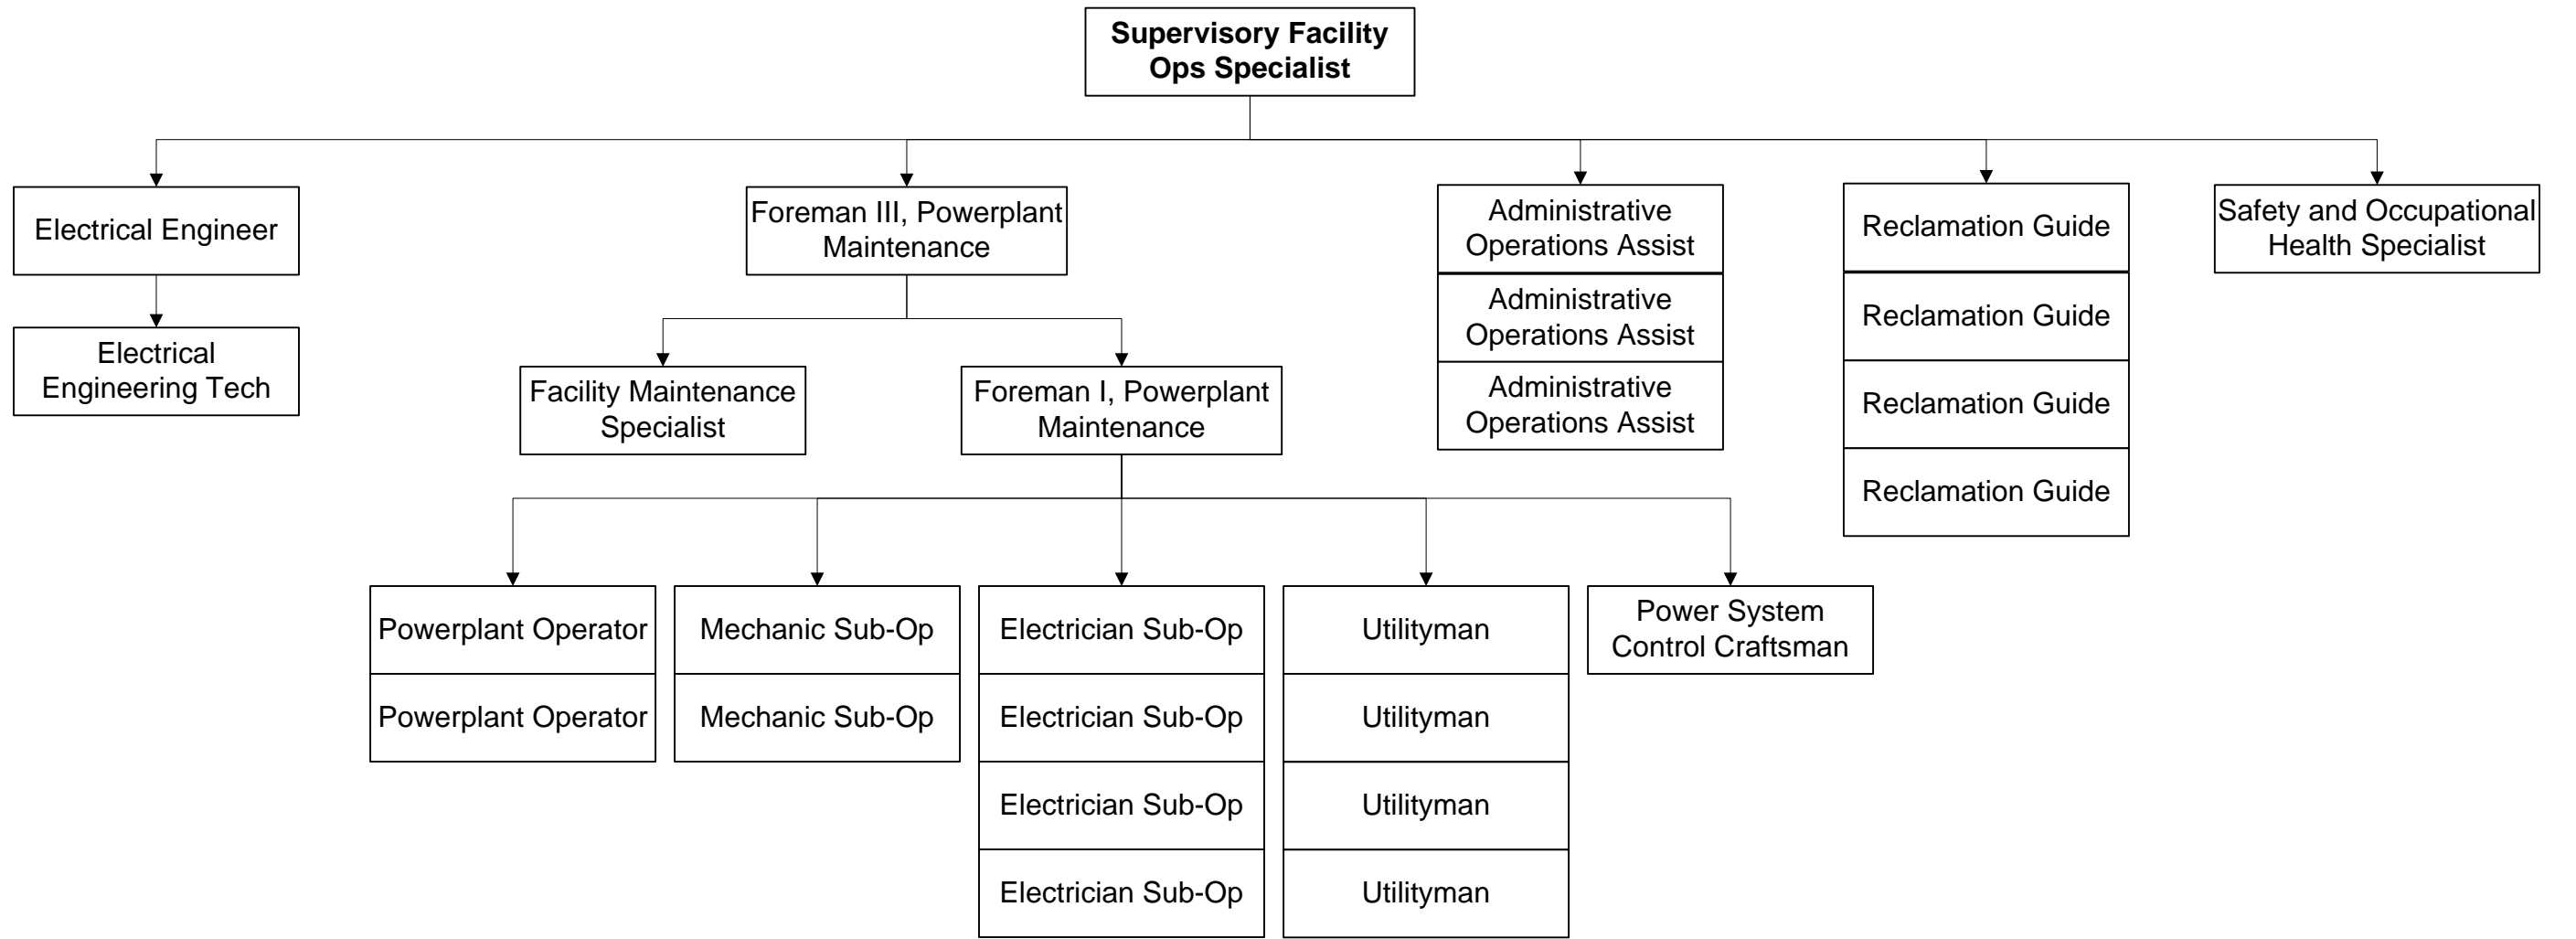 Supervisory Facility
Ops Specialist
Electrical Engineer
Foreman III, Powerplant
Maintenance
Administrative
Operations Assist
Reclamation Guide
Safety and Occupational
Health Specialist
Administrative
Operations Assist
Reclamation Guide
Electrical
Engineering Tech
Facility Maintenance
Specialist
Foreman I, Powerplant
Maintenance
Administrative
Operations Assist
Reclamation Guide
Reclamation Guide
Powerplant Operator
Mechanic Sub-Op
Electrician Sub-Op
Utilityman
Power System
Control Craftsman
Powerplant Operator
Mechanic Sub-Op
Electrician Sub-Op
Utilityman
Electrician Sub-Op
Utilityman
Electrician Sub-Op
Utilityman